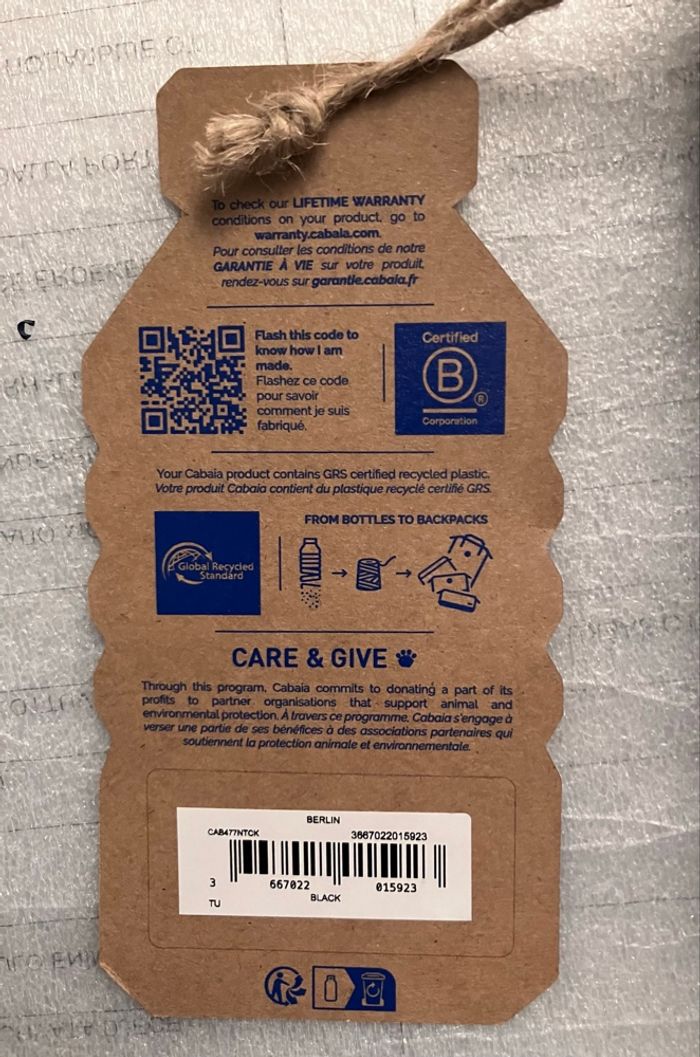 To check our LIFETIME WARRANTY
conditions on your product, go to
warranty.cabaia.com.
Pour consulter les conditions de notre
GARANTIE À VIE sur votre produit,
rendez-vous sur garantie.cabaia.fr
Flash this code to
know how I am
made.
Flashez ce code
pour savoir
comment je suis
fabriqué.
Certified
B
®
Corporation
Your Cabaia product contains GRS certified recycled plastic.
Votre produit Cabaia contient du plastique recyclé certifié GRS.
Global Recycled
Standard
FROM BOTTLES TO BACKPACKS
CARE & GIVE
Through this program, Cabaia commits to donating a part of its
profits to partner organisations that support animal and
environmental protection. À travers ce programme, Cabaia s'engage à
verser une partie de ses bénéfices à des associations partenaires qui
soutiennent la protection animale et environnementale.
BERLIN
CAB477NTCK 3667022015923
3 667022 015923
TU BLACK